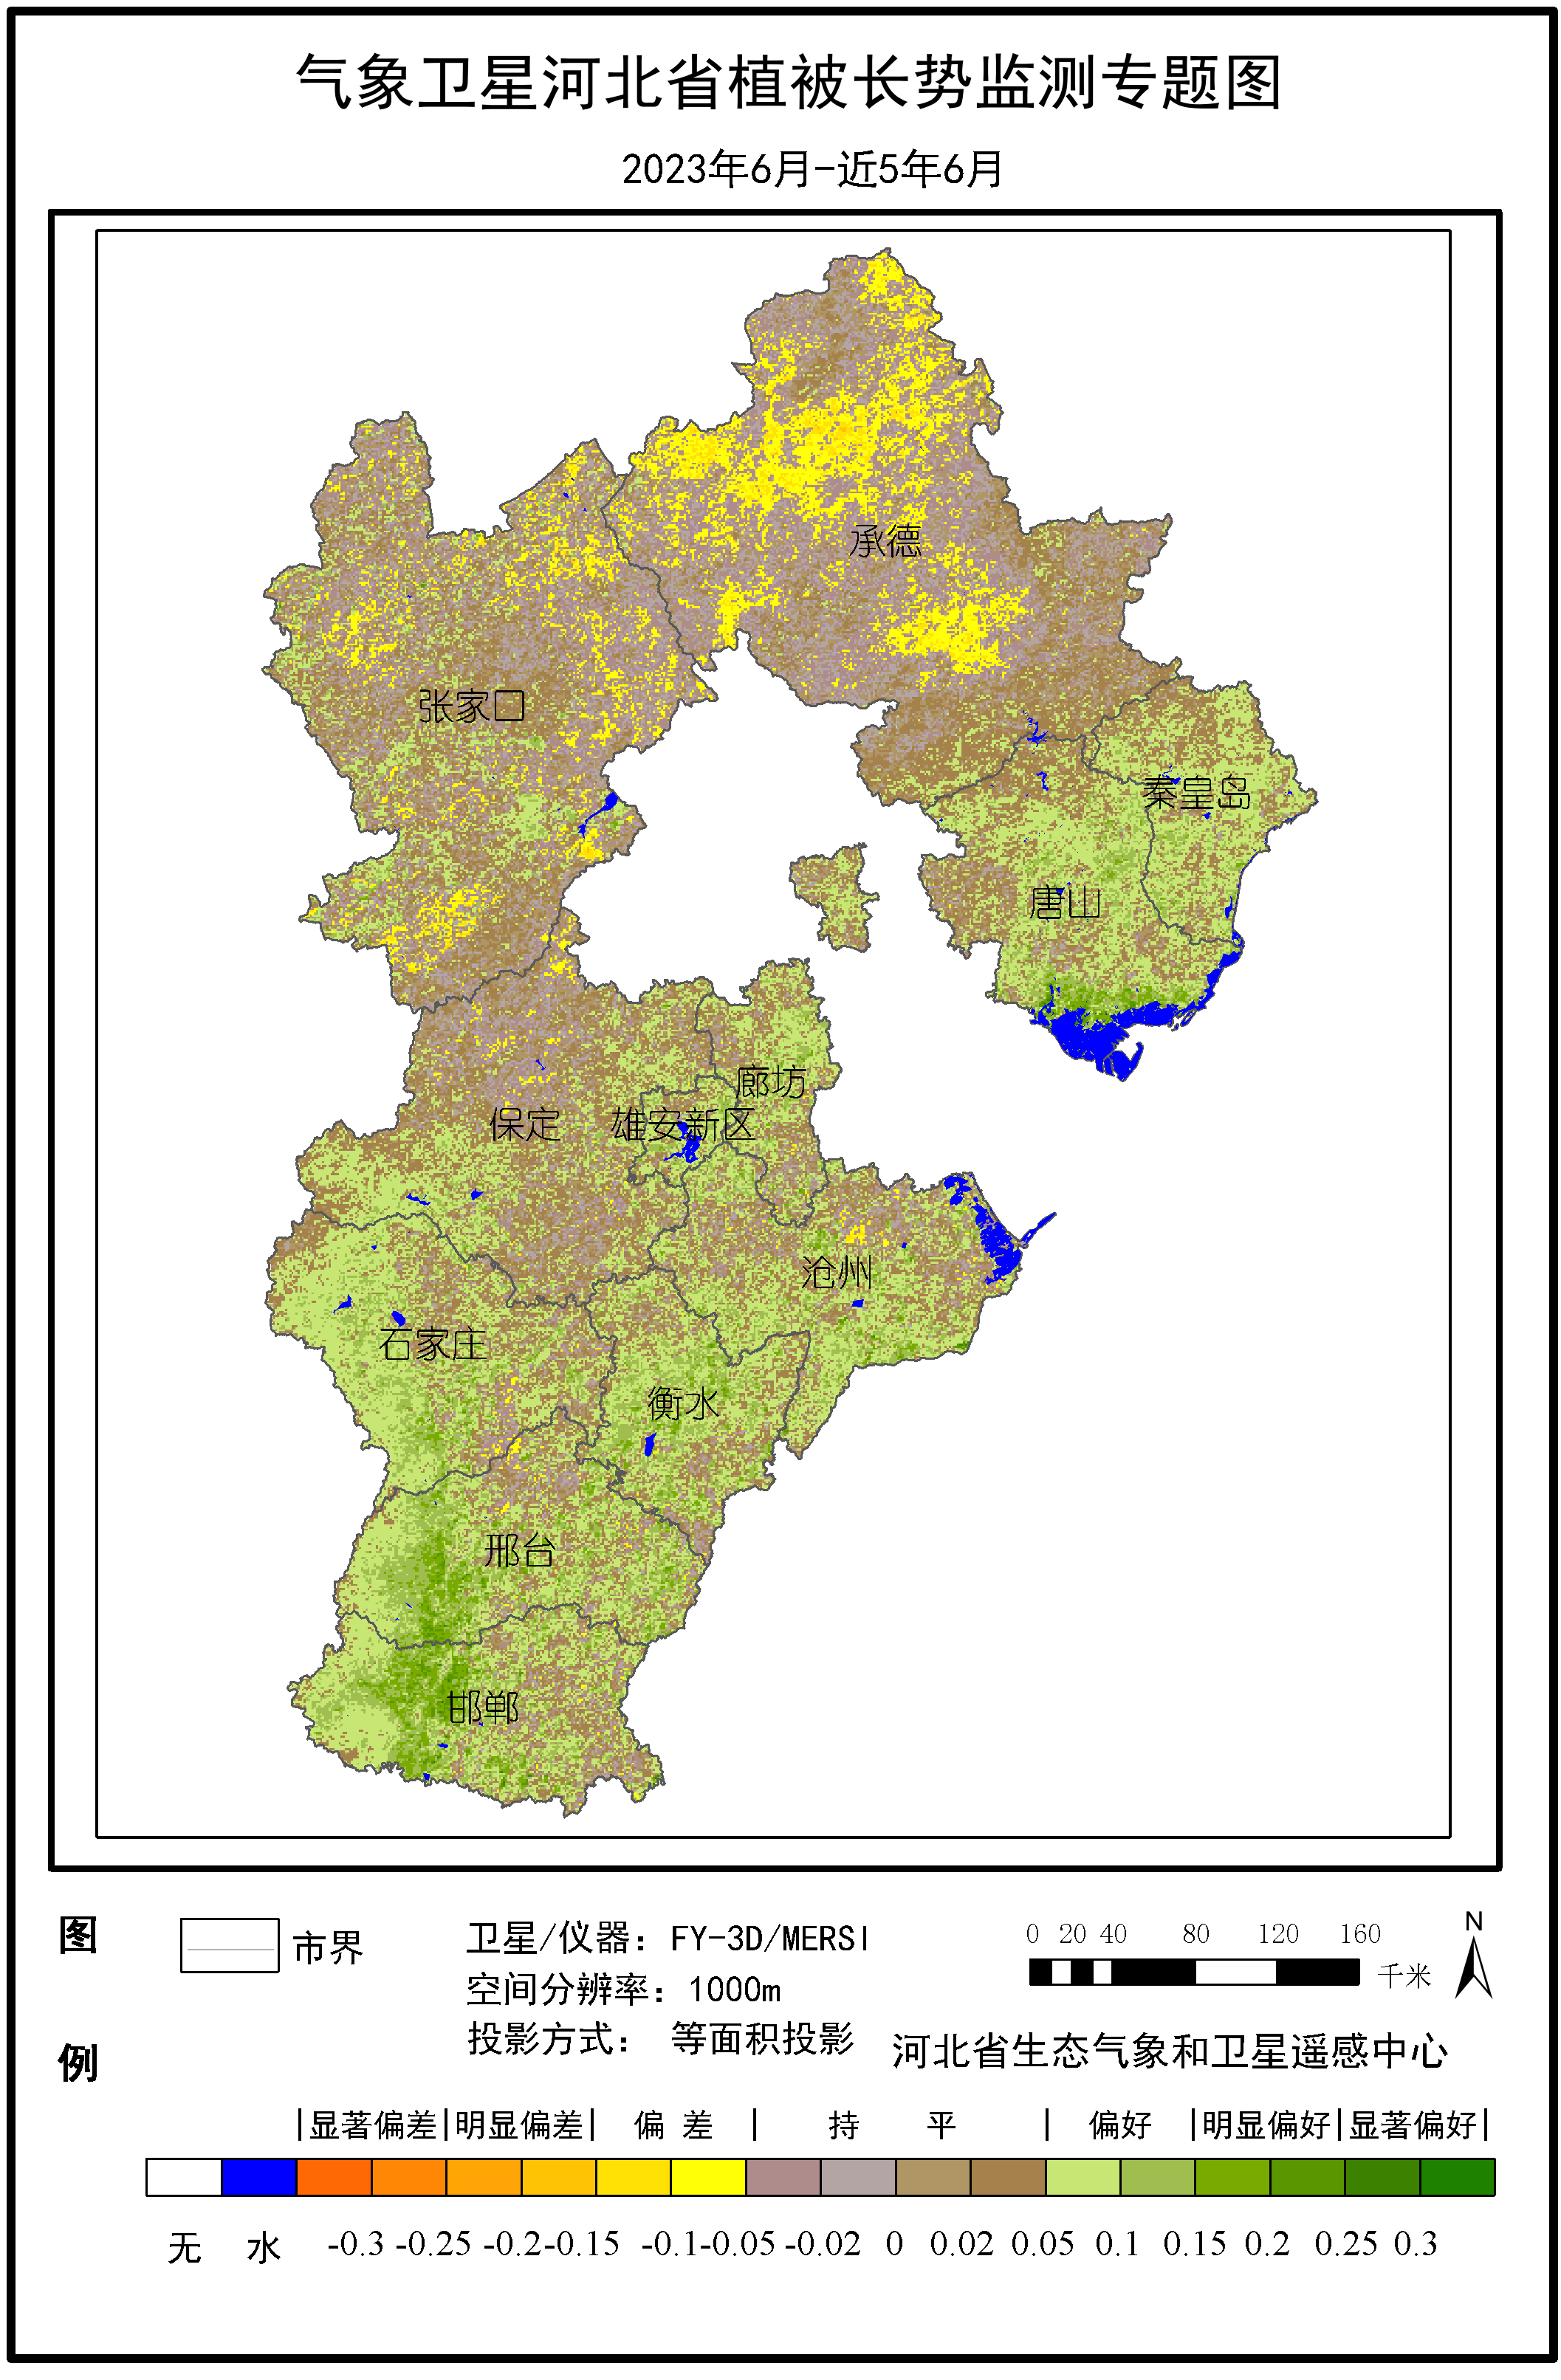 气象卫星河北省植被长势监测专题图
2023年6月-近5年6月
承德
张家口
秦皇岛
唐山
廊坊
保定
雄安新区
沧州
石家庄
衡水
邢台
邯郸
图
例
市界
卫星/仪器：FY-3D/MERSI
空间分辨率：1000m
投影方式： 等面积投影
0 20 40 80 120 160
千米
N
河北省生态气象和卫星遥感中心
|显著偏差|明显偏差| 偏 差 | 持 平 | 偏好 |明显偏好|显著偏好|
无 水 -0.3 -0.25 -0.2 -0.15 -0.1 -0.05 -0.02 0 0.02 0.05 0.1 0.15 0.2 0.25 0.3